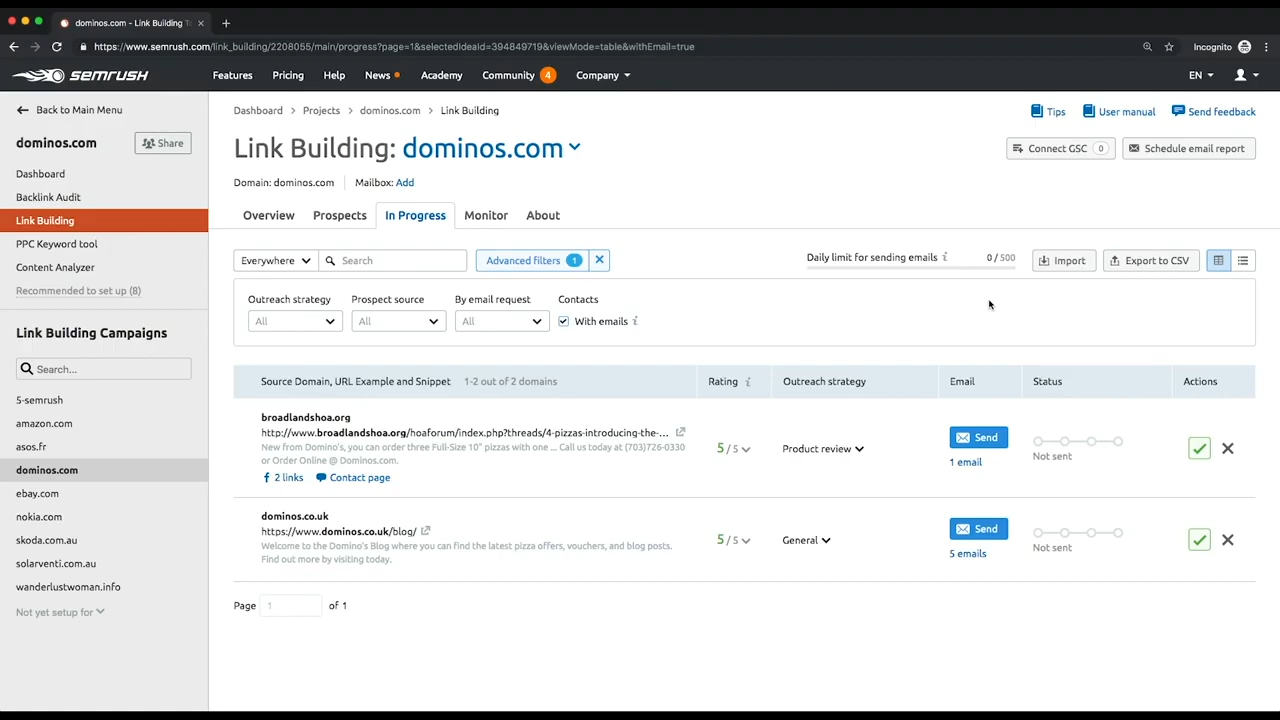 dominos.com - Link Building To
https://www.semrush.com/link_building/2208055/main/progress?page=1&selectedIdeaId=394849719&viewMode=table&withEmail=true
Incognito
SEMRUSH
Features Pricing Help News Academy Community 4 Company
EN
Back to Main Menu
dominos.com
Share
Dashboard
Backlink Audit
Link Building
PPC Keyword tool
Content Analyzer
Recommended to set up (8)
Link Building Campaigns
Search...
5-semrush
amazon.com
asos.fr
dominos.com
ebay.com
nokia.com
skoda.com.au
solarventi.com.au
wanderlustwoman.info
Not yet setup for
Dashboard > Projects > dominos.com > Link Building
Tips User manual Send feedback
Link Building: dominos.com
Connect GSC 0 Schedule email report
Domain: dominos.com Mailbox: Add
Overview Prospects In Progress Monitor About
Everywhere Search Advanced filters 1
Daily limit for sending emails i 0 / 500 Import Export to CSV
Outreach strategy Prospect source By email request Contacts
All All All With emails i
Source Domain, URL Example and Snippet 1-2 out of 2 domains Rating i Outreach strategy Email Status Actions
broadlandshoa.org
http://www.broadlandshoa.org/hoaforum/index.php?threads/4-pizzas-introducing-the-...
New from Domino's, you can order three Full-Size 10" pizzas with one ... Call us today at (703)726-0330
or Order Online @ Dominos.com.
2 links Contact page
5 / 5 Product review Send
1 email
Not sent
dominos.co.uk
https://www.dominos.co.uk/blog/
Welcome to the Domino's Blog where you can find the latest pizza offers, vouchers, and blog posts.
Find out more by visiting today.
5 / 5 General Send
5 emails
Not sent
Page 1 of 1